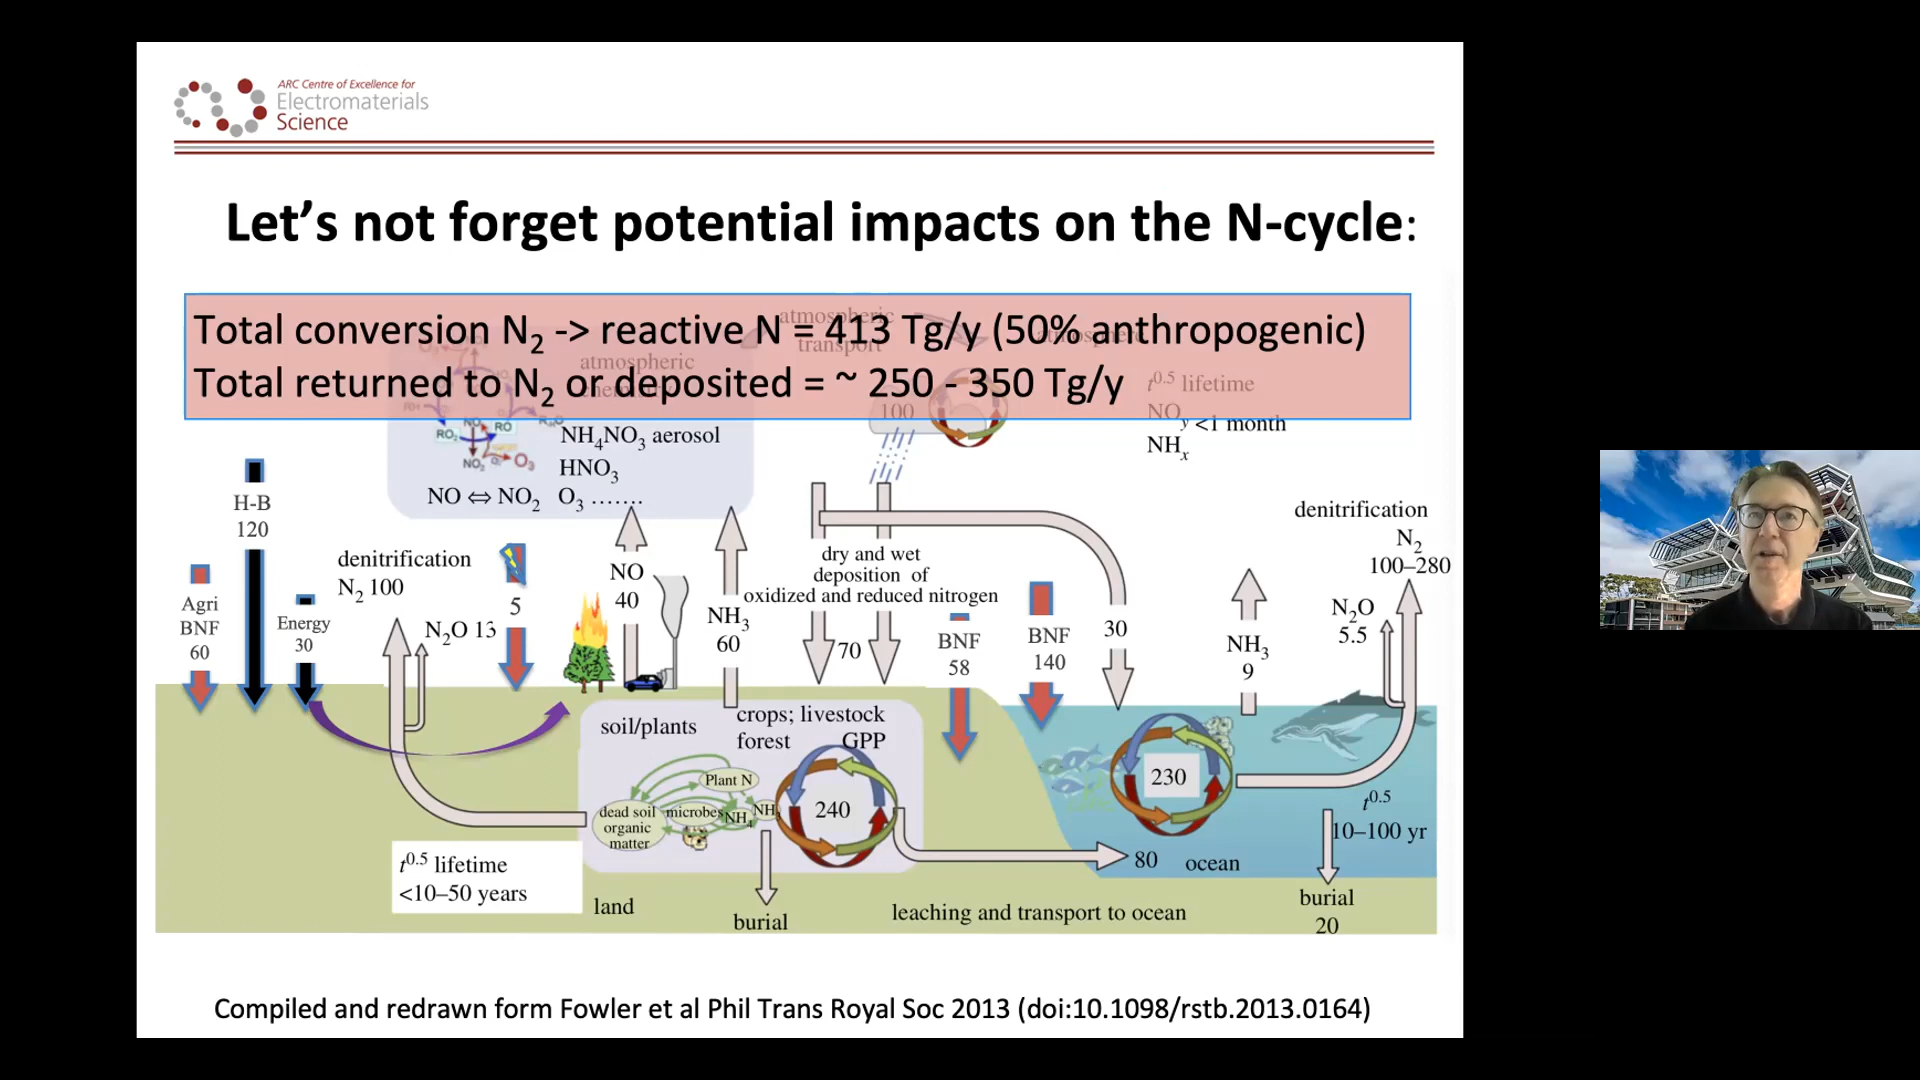 ARC Centre of Excellence for
Electromaterials
Science
Let's not forget potential impacts on the N-cycle:
Total conversion N2 -> reactive N = 413 Tg/y (50% anthropogenic)
Total returned to N2 or deposited = ~ 250 - 350 Tg/y
atmospheric
transport
atmospheric
t0.5 lifetime
NOy <1 month
NHx
100
RO2
RO
NO2
O3
NH4NO3 aerosol
HNO3
NO ⇔ NO2 O3 .......
H-B
120
Agri
BNF
60
Energy
30
denitrification
N2 100
N2O 13
5
NO
40
NH3
60
dry and wet
deposition of
oxidized and reduced nitrogen
70
BNF
58
BNF
140
30
NH3
9
denitrification
N2
100–280
N2O
5.5
soil/plants
crops; livestock
forest GPP
Plant N
dead soil
organic
matter
microbes
NH4
NH3
240
230
t0.5
10–100 yr
80 ocean
t0.5 lifetime
<10–50 years
land
burial
leaching and transport to ocean
burial
20
Compiled and redrawn form Fowler et al Phil Trans Royal Soc 2013 (doi:10.1098/rstb.2013.0164)